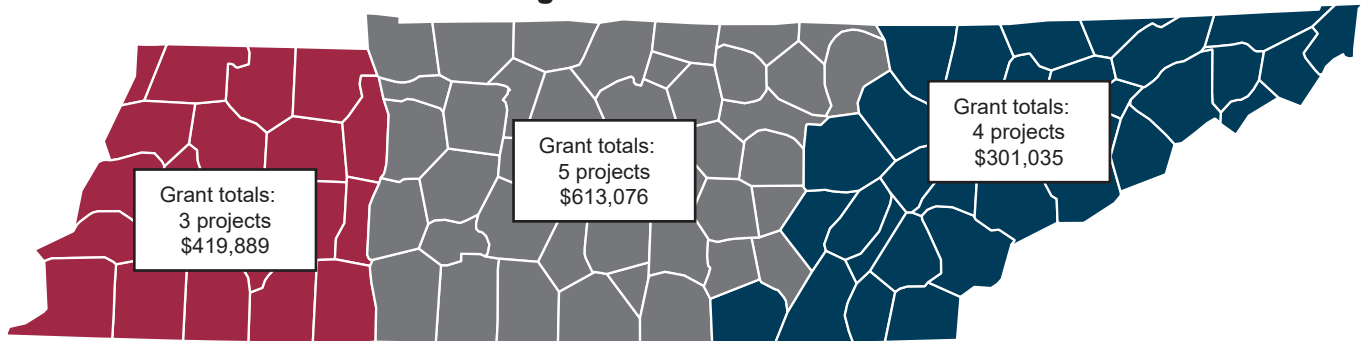 Grant totals:
3 projects
$419,889
Grant totals:
5 projects
$613,076
Grant totals:
4 projects
$301,035